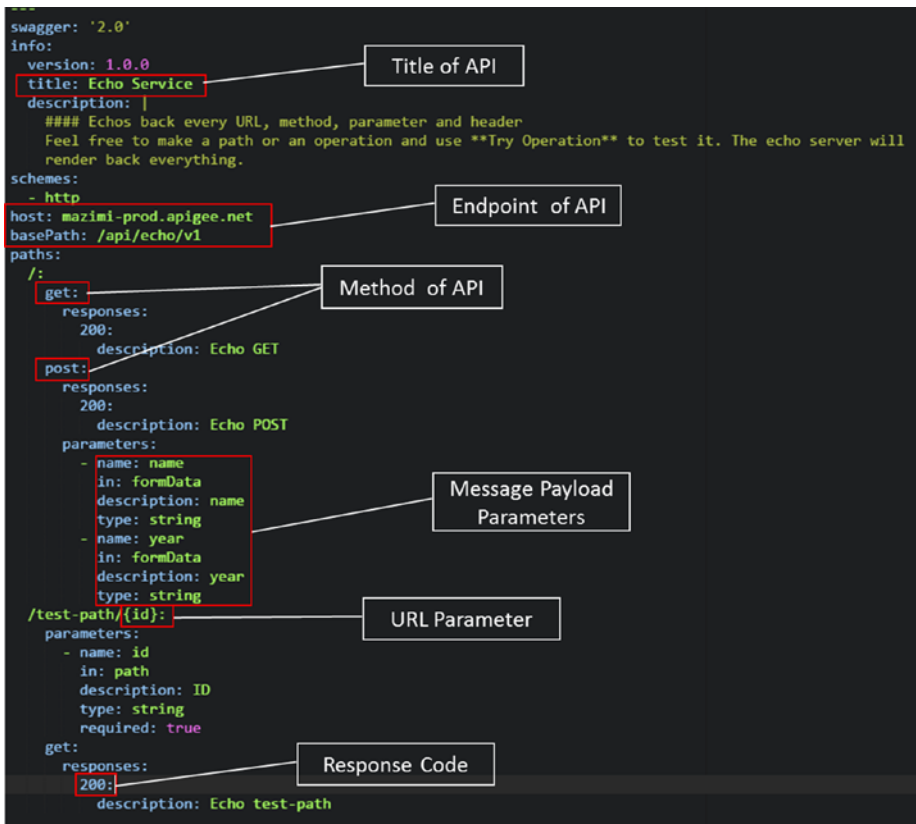 ---
swagger: '2.0'
info:
version: 1.0.0
Title of API
title: Echo Service
description: |
#### Echos back every URL, method, parameter and header
Feel free to make a path or an operation and use **Try Operation** to test it. The echo server will
render back everything.
schemes:
- http
Endpoint of API
host: mazimi-prod.apigee.net
basePath: /api/echo/v1
paths:
/:
get:
Method of API
responses:
200:
description: Echo GET
post:
responses:
200:
description: Echo POST
parameters:
- name: name
in: formData
description: name
type: string
- name: year
in: formData
description: year
type: string
Message Payload
Parameters
/test-path/{id}:
URL Parameter
parameters:
- name: id
in: path
description: ID
type: string
required: true
get:
responses:
Response Code
200:
description: Echo test-path